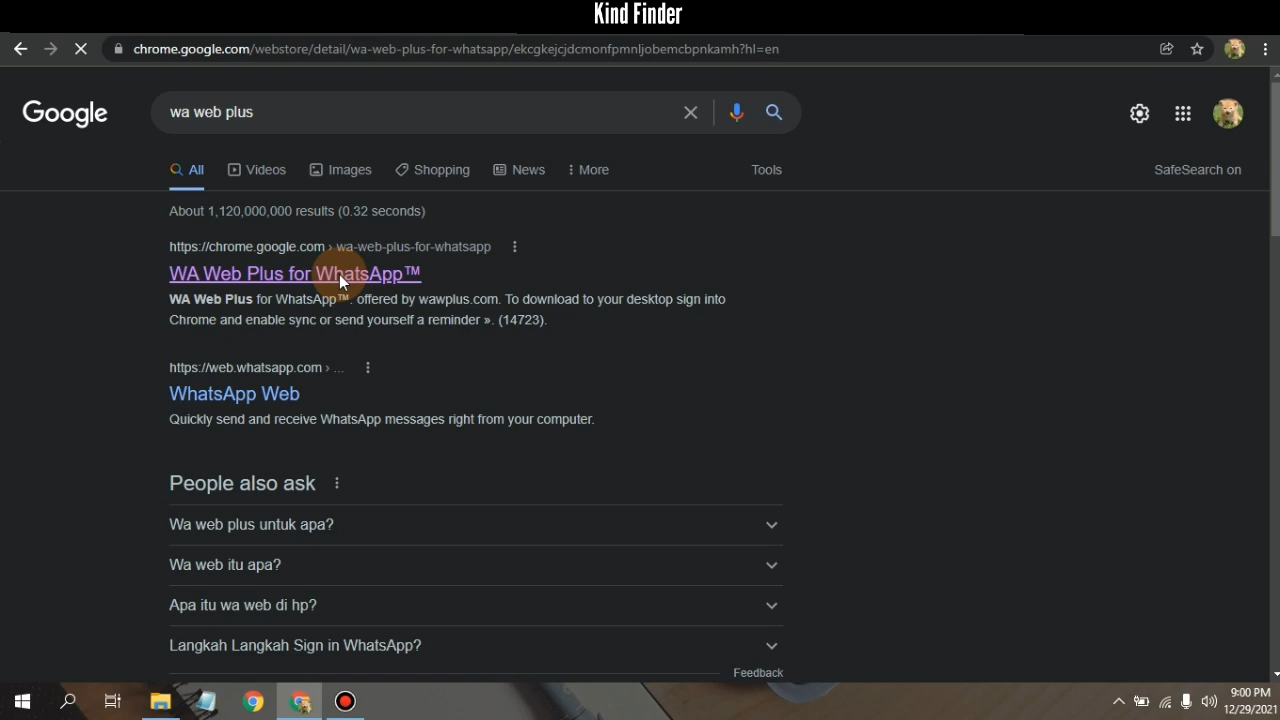 Kind Finder
chrome.google.com/webstore/detail/wa-web-plus-for-whatsapp/ekcgkejcjdcmonfpmnljobemcbpnkamh?hl=en
Google
wa web plus
All Videos Images Shopping News More Tools SafeSearch on
About 1,120,000,000 results (0.32 seconds)
https://chrome.google.com › wa-web-plus-for-whatsapp
WA Web Plus for WhatsApp™
WA Web Plus for WhatsApp™. offered by wawplus.com. To download to your desktop sign into
Chrome and enable sync or send yourself a reminder ». (14723).
https://web.whatsapp.com › ...
WhatsApp Web
Quickly send and receive WhatsApp messages right from your computer.
People also ask
Wa web plus untuk apa?
Wa web itu apa?
Apa itu wa web di hp?
Langkah Langkah Sign in WhatsApp?
Feedback
9:00 PM
12/29/2021